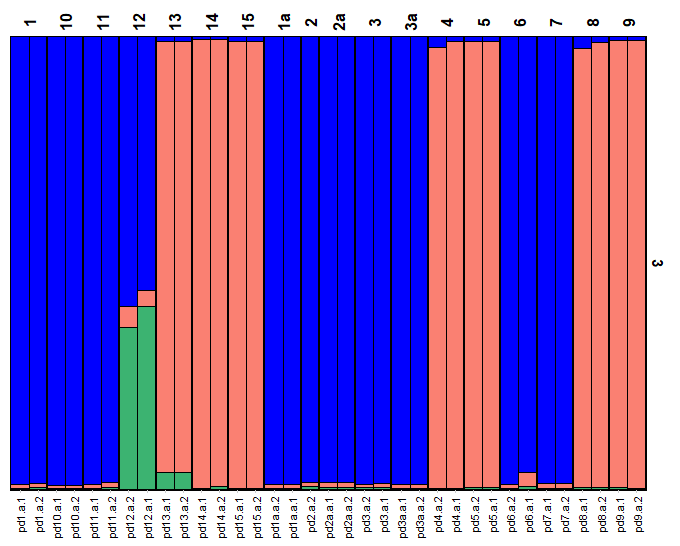 1 10 11 12 13 14 15 1a 2 2a 3 3a 4 5 6 7 8 9
3
pd1.a.1 pd1.a.2 pd10.a.1 pd10.a.2 pd11.a.1 pd11.a.2 pd12.a.2 pd12.a.1 pd13.a.1 pd13.a.2 pd14.a.1 pd14.a.2 pd15.a.1 pd15.a.2 pd1aa.2 pd1aa.1 pd2.a.2 pd2aa.1 pd2aa.2 pd3.a.2 pd3.a.1 pd3aa.1 pd3a.a.2 pd4.a.2 pd4.a.1 pd5.a.2 pd5.a.1 pd6.a.2 pd6.a.1 pd7.a.1 pd7.a.2 pd8.a.1 pd8.a.2 pd9.a.1 pd9.a.2